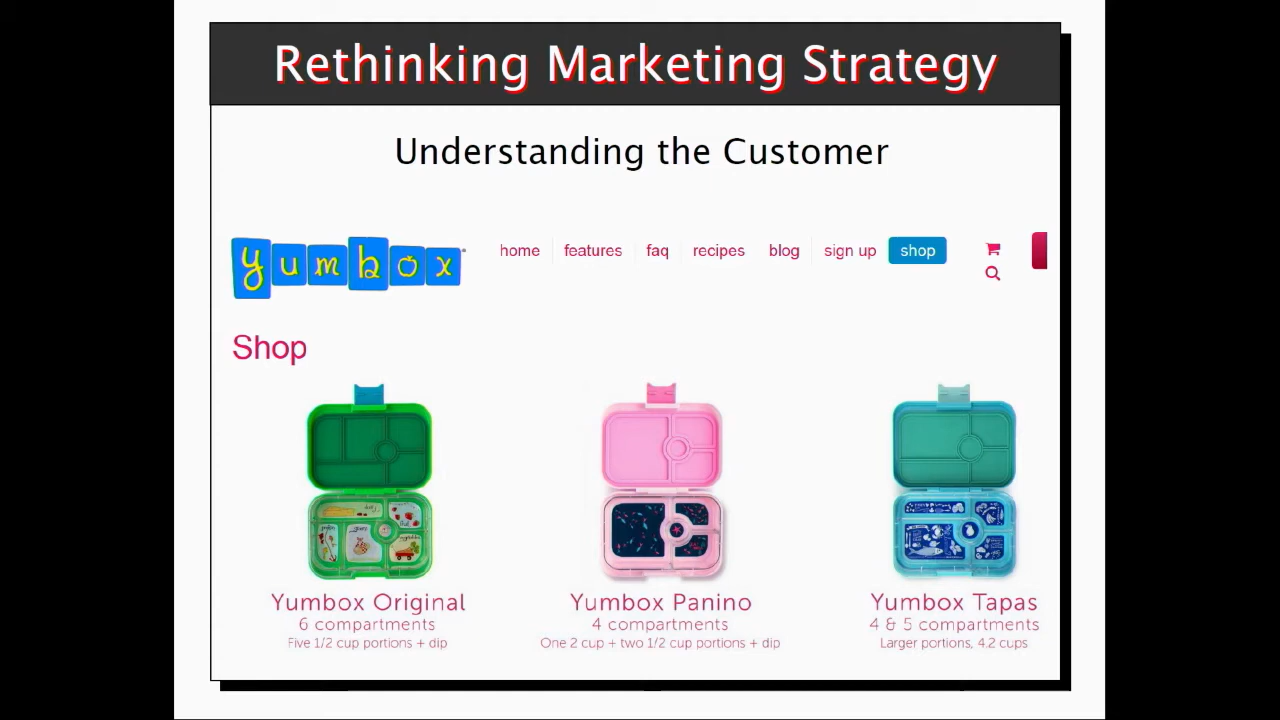 Rethinking Marketing Strategy
Understanding the Customer
yumbox
home features faq recipes blog sign up shop
Shop
Yumbox Original
6 compartments
Five 1/2 cup portions + dip
Yumbox Panino
4 compartments
One 2 cup + two 1/2 cup portions + dip
Yumbox Tapas
4 & 5 compartments
Larger portions, 4.2 cups